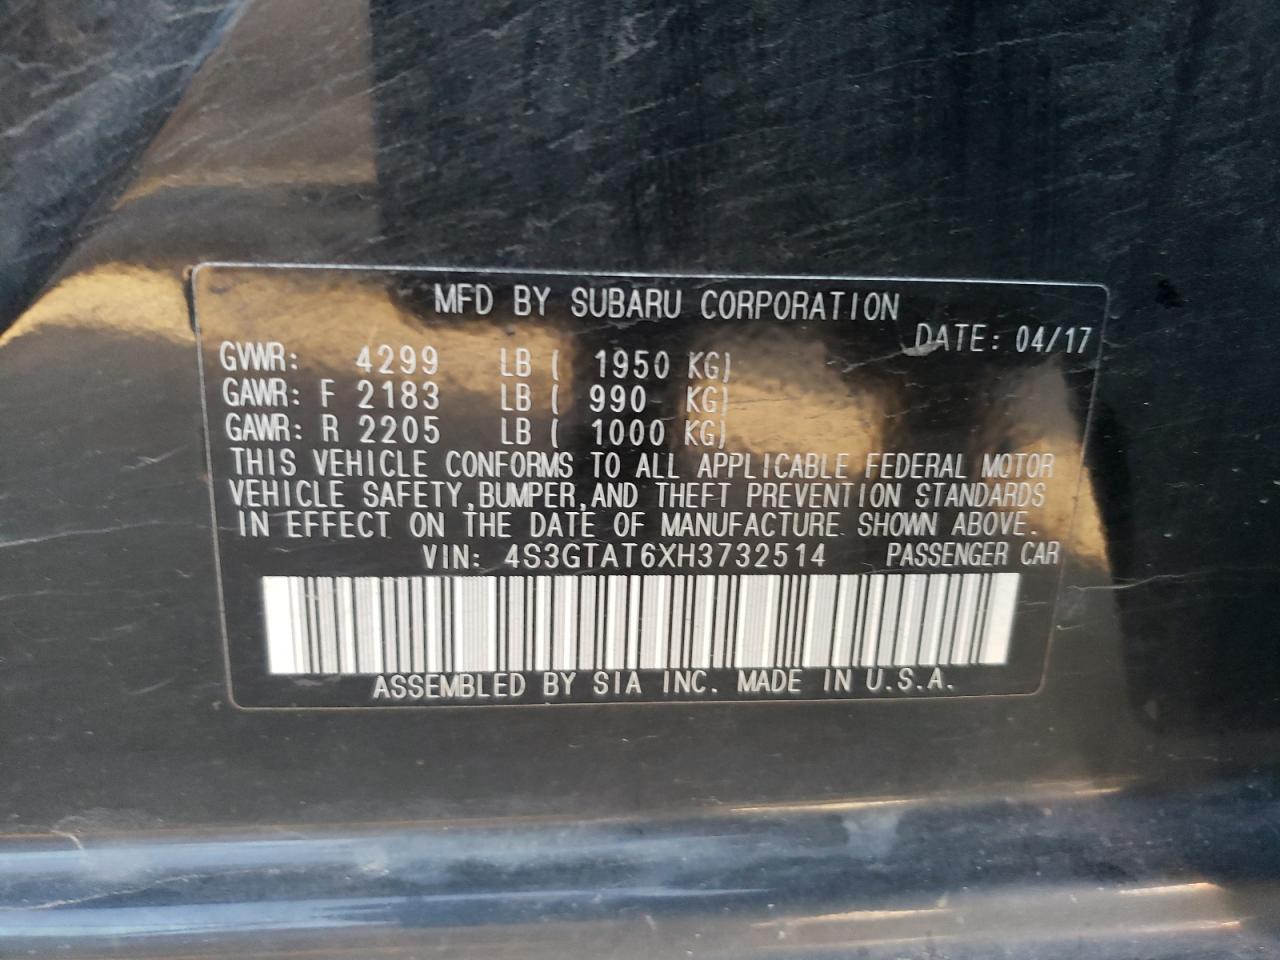 MFD BY SUBARU CORPORATION
DATE: 04/17
GVWR: 4299 LB ( 1950 KG)
GAWR: F 2183 LB ( 990 KG)
GAWR: R 2205 LB ( 1000 KG)
THIS VEHICLE CONFORMS TO ALL APPLICABLE FEDERAL MOTOR
VEHICLE SAFETY, BUMPER, AND THEFT PREVENTION STANDARDS
IN EFFECT ON THE DATE OF MANUFACTURE SHOWN ABOVE.
VIN: 4S3GTAT6XH3732514 PASSENGER CAR
ASSEMBLED BY SIA INC. MADE IN U.S.A.